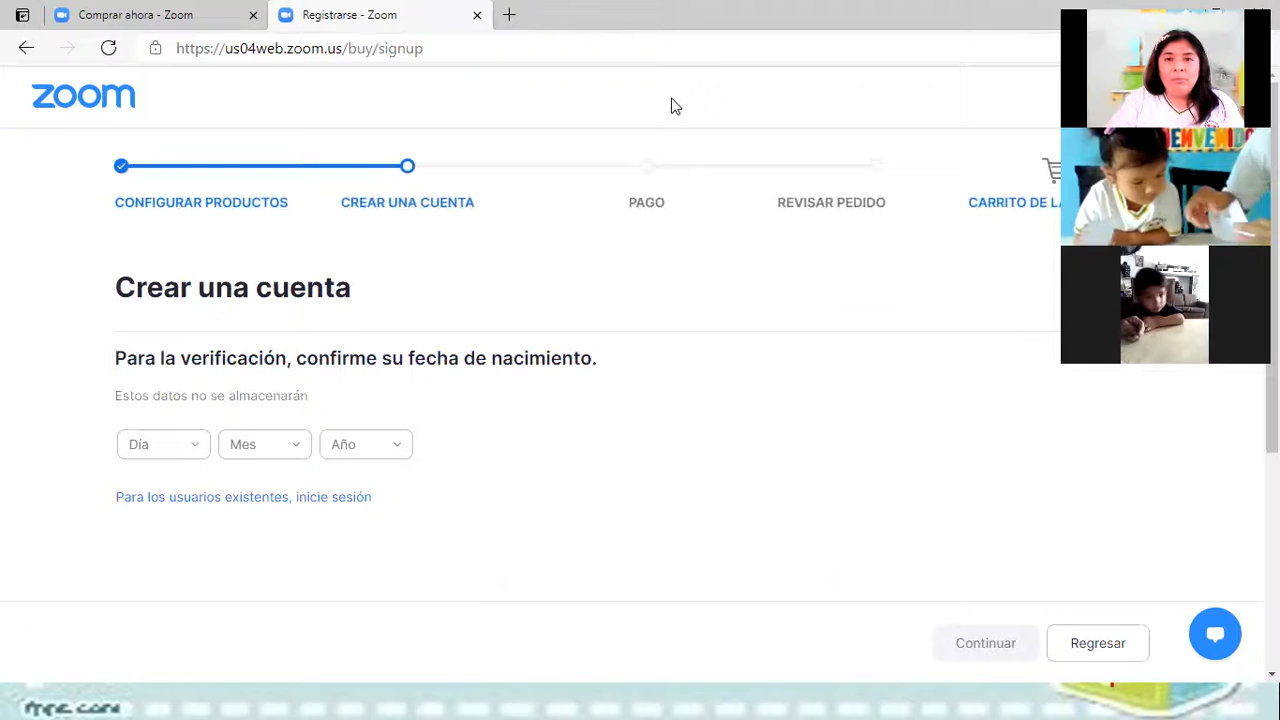 Comprar ahora - Zoom
Registrarse - Zoom
https://us04web.zoom.us/buy/signup
zoom
CONFIGURAR PRODUCTOS
CREAR UNA CUENTA
PAGO
REVISAR PEDIDO
CARRITO DE LA
BIENVENIDO
Crear una cuenta
Para la verificación, confirme su fecha de nacimiento.
Estos datos no se almacenarán
Día
Mes
Año
Para los usuarios existentes, inicie sesión
Continuar
Regresar